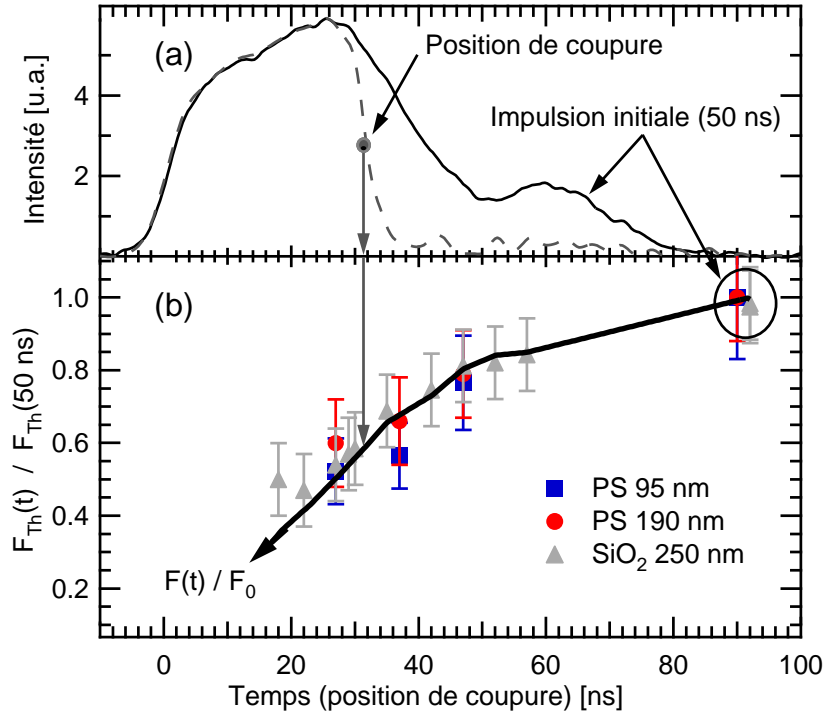 (a)
Position de coupure
Impulsion initiale (50 ns)
Intensité [u.a.]
4
2
(b)
1.0
0.8
0.6
0.4
0.2
F_Th(t) / F_Th(50 ns)
PS 95 nm
PS 190 nm
SiO₂ 250 nm
F(t) / F₀
0 20 40 60 80 100
Temps (position de coupure) [ns]